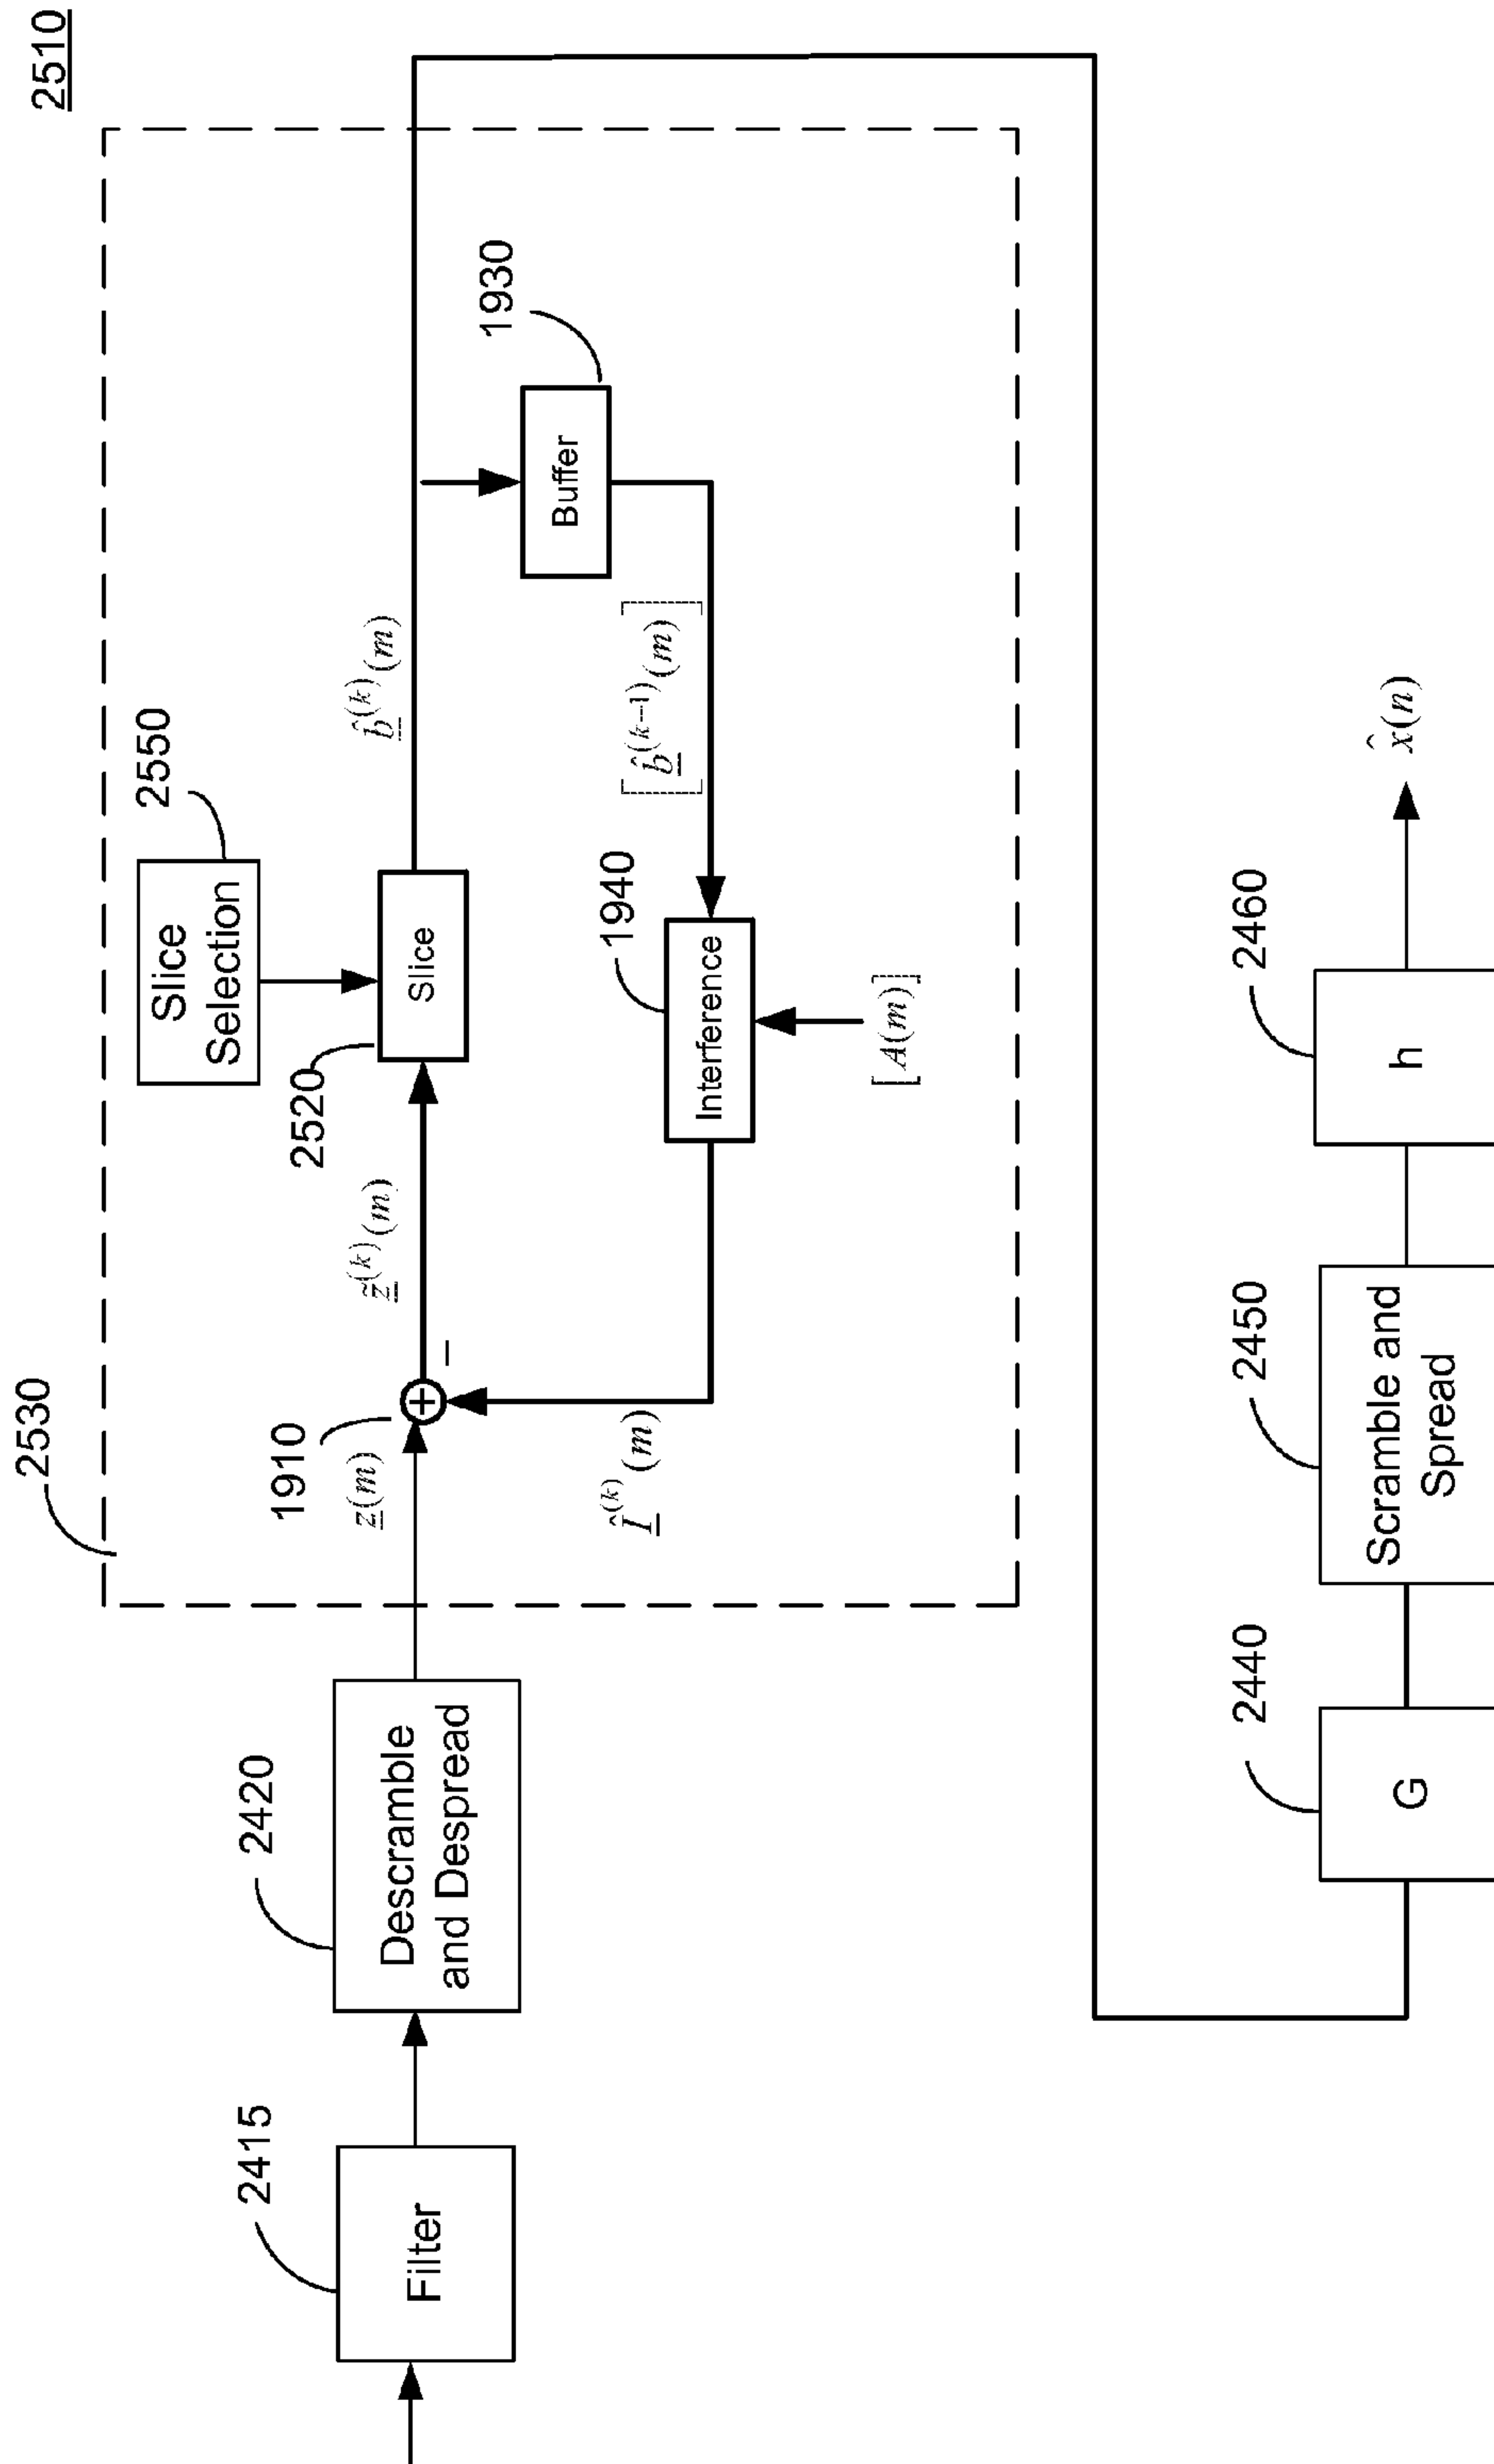 2510
2530
Slice
Selection
2550
2415
Filter
2420
Descramble
and Despread
1910
z(m)
−
+
z̃^(k)(m)
2520
Slice
b̂^(k)(m)
1930
Buffer
Î^(k)(m)
1940
Interference
[b̂^(k−1)(m)]
[A(m)]
2440
G
2450
Scramble and
Spread
2460
h
x̂(n)